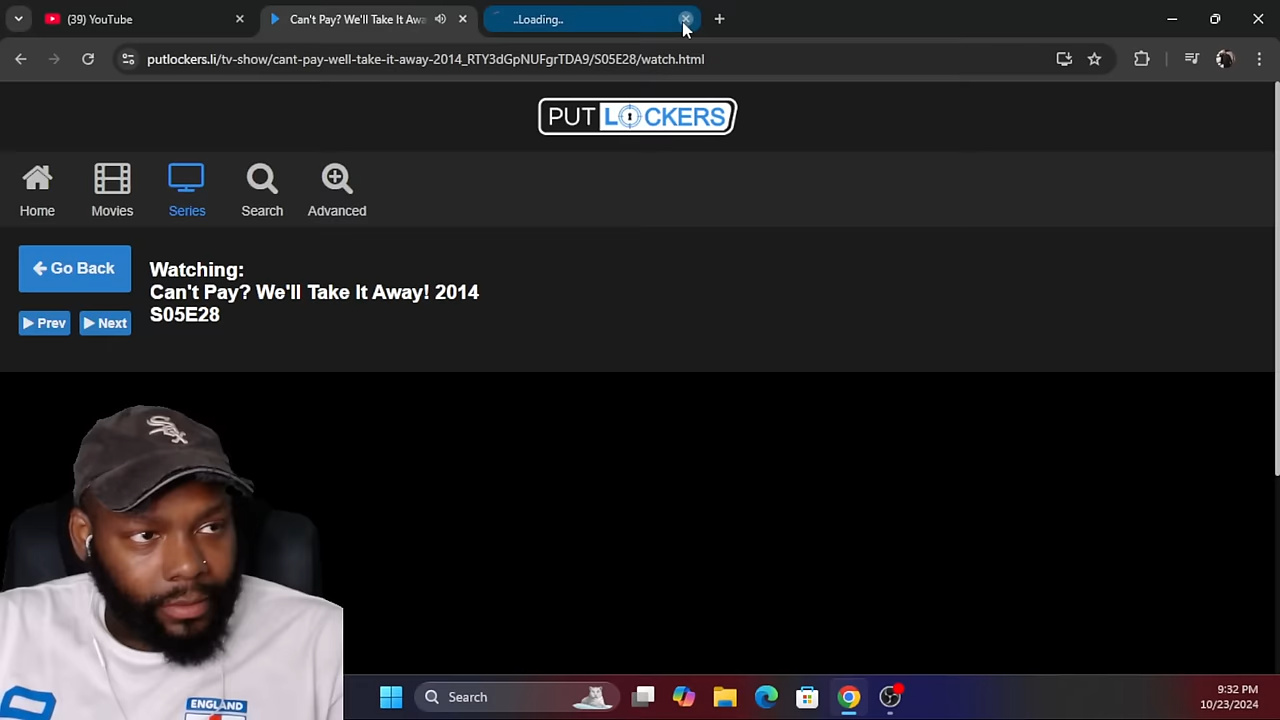 (39) YouTube
Can't Pay? We'll Take It Awa
..Loading..
putlockers.li/tv-show/cant-pay-well-take-it-away-2014_RTY3dGpNUFgrTDA9/S05E28/watch.html
PUT LOCKERS
Home
Movies
Series
Search
Advanced
Go Back
Watching:
Can't Pay? We'll Take It Away! 2014
S05E28
Prev
Next
SOX
ENGLAND
Search
9:32 PM
10/23/2024